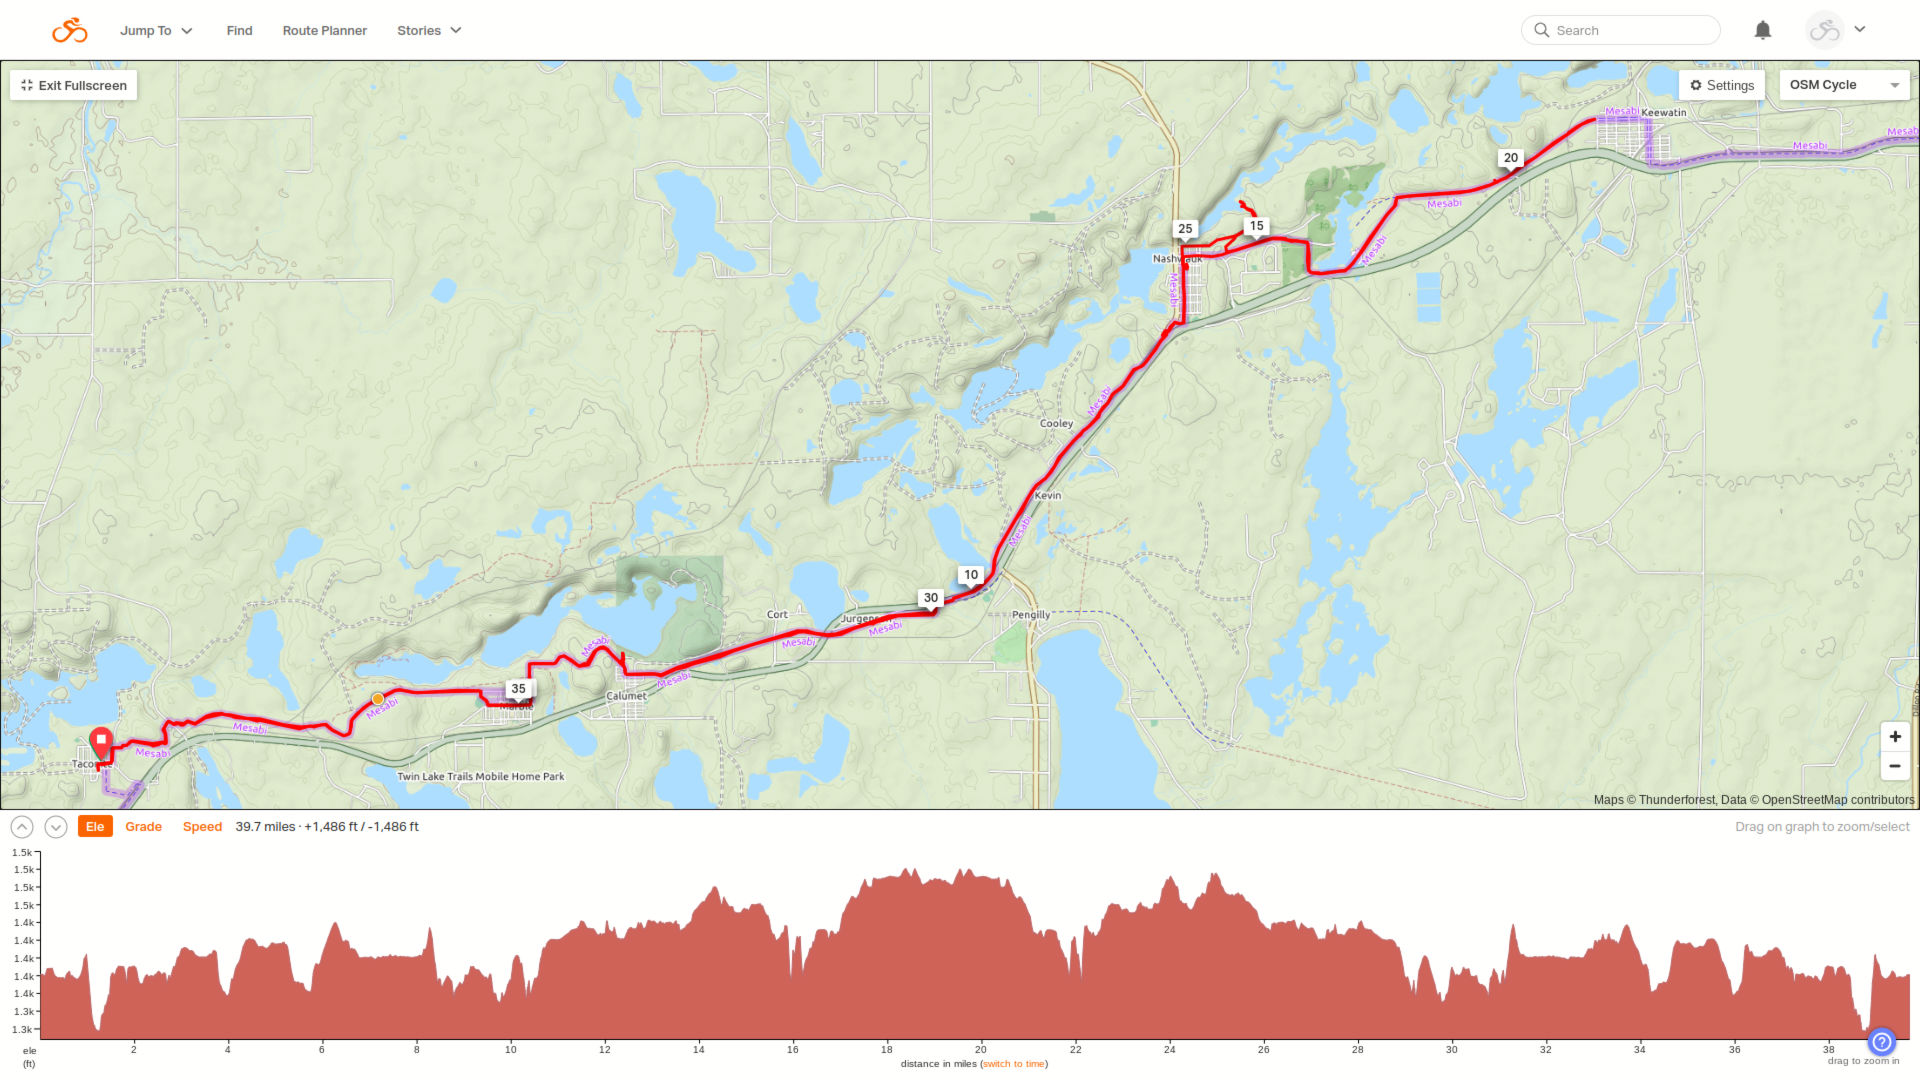 Jump To
Find
Route Planner
Stories
Search
Exit Fullscreen
Settings
OSM Cycle
Mesabi
Keewatin
Mesabi
Mesabi
20
Mesabi
15
25
Nashwauk
Mesabi
Mesabi
Mesabi
Cooley
Kevin
Mesabi
10
30
Cort
Pengilly
Mesabi
Mesabi
Mesabi
Mesabi
35
Calumet
Marble
Mesabi
Mesabi
Mesabi
Twin Lake Trails Mobile Home Park
+
−
Maps © Thunderforest, Data © OpenStreetMap contributors
Ele
Grade
Speed
39.7 miles · +1,486 ft / -1,486 ft
Drag on graph to zoom/select
1.5k
1.5k
1.5k
1.5k
1.4k
1.4k
1.4k
1.4k
1.4k
1.3k
1.3k
ele
(ft)
2 4 6 8 10 12 14 16 18 20 22 24 26 28 30 32 34 36 38
distance in miles (switch to time)
drag to zoom in